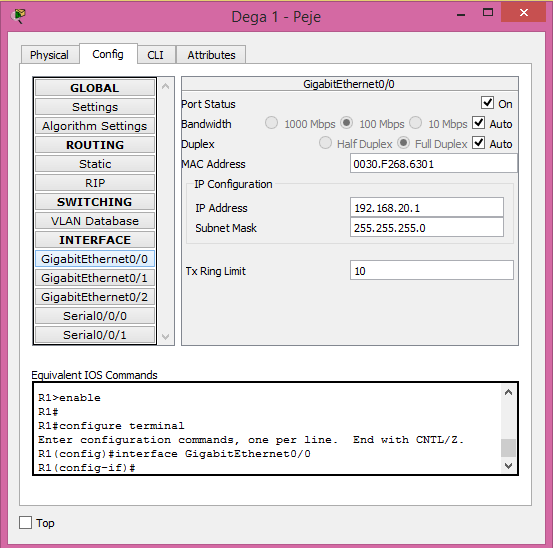 Dega 1 - Peje
Physical Config CLI Attributes
GLOBAL
Settings
Algorithm Settings
ROUTING
Static
RIP
SWITCHING
VLAN Database
INTERFACE
GigabitEthernet0/0
GigabitEthernet0/1
GigabitEthernet0/2
Serial0/0/0
Serial0/0/1
GigabitEthernet0/0
Port Status On
Bandwidth 1000 Mbps 100 Mbps 10 Mbps Auto
Duplex Half Duplex Full Duplex Auto
MAC Address 0030.F268.6301
IP Configuration
IP Address 192.168.20.1
Subnet Mask 255.255.255.0
Tx Ring Limit 10
Equivalent IOS Commands
R1>enable
R1#
R1#configure terminal
Enter configuration commands, one per line. End with CNTL/Z.
R1(config)#interface GigabitEthernet0/0
R1(config-if)#
Top